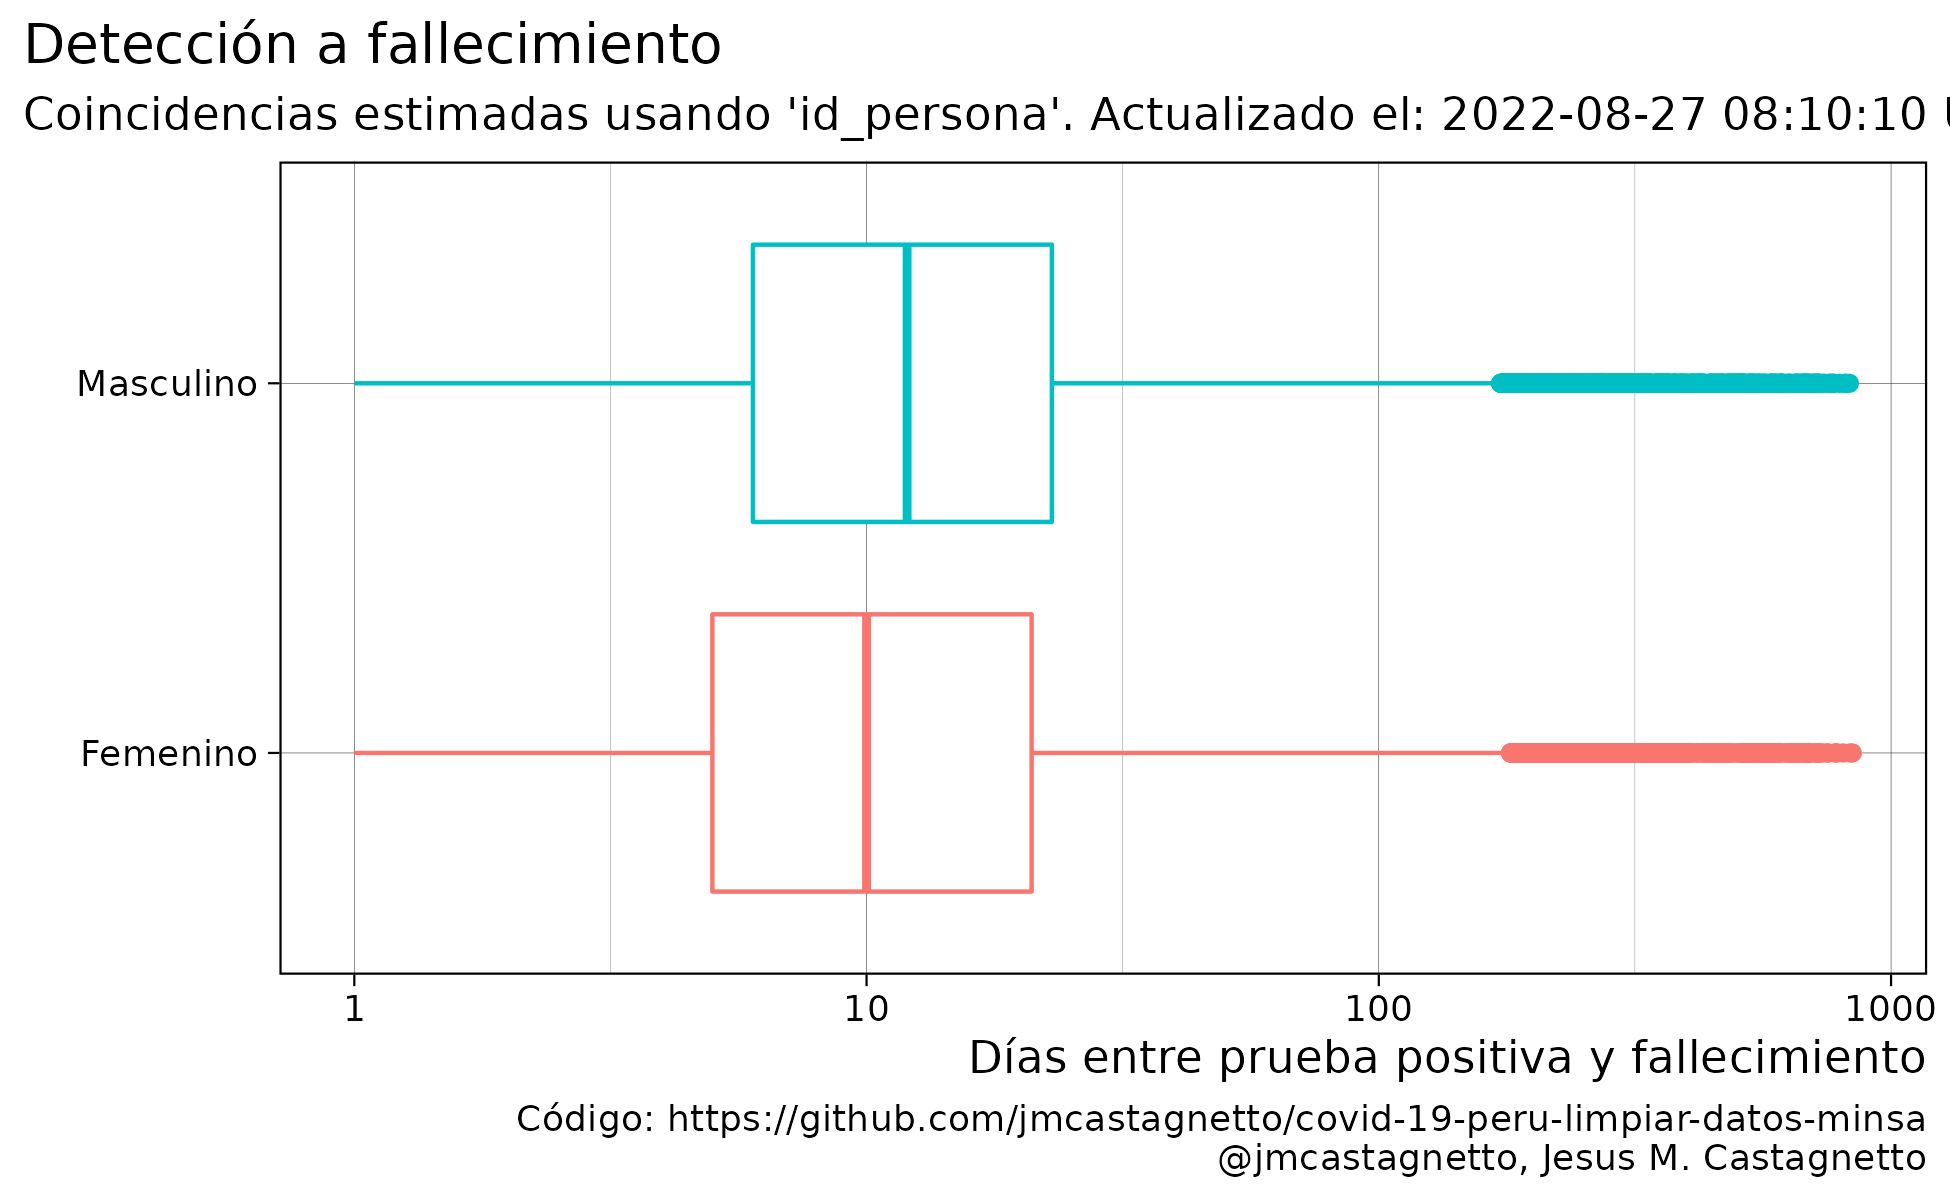 Detección a fallecimiento
Coincidencias estimadas usando 'id_persona'. Actualizado el: 2022-08-27 08:10:10
Masculino
Femenino
1 10 100 1000
Días entre prueba positiva y fallecimiento
Código: https://github.com/jmcastagnetto/covid-19-peru-limpiar-datos-minsa
@jmcastagnetto, Jesus M. Castagnetto